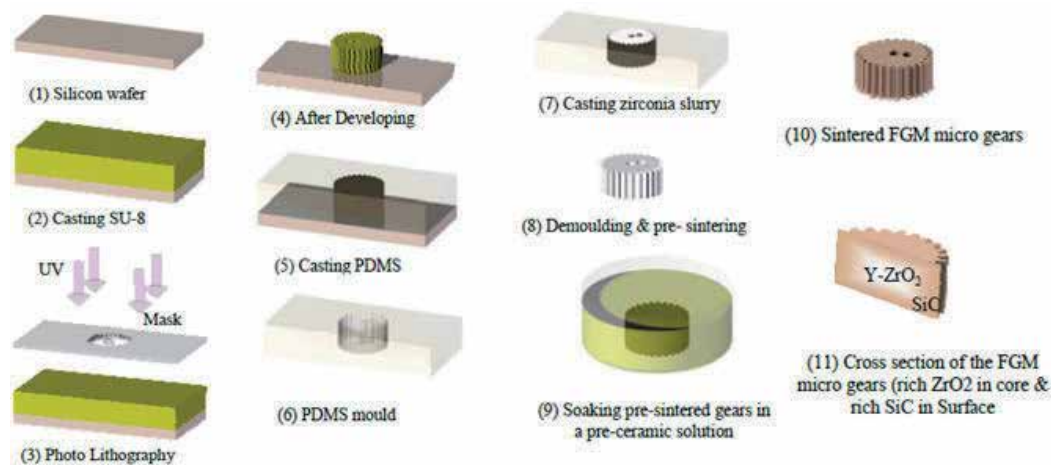 (1) Silicon wafer
(2) Casting SU-8
UV
Mask
(3) Photo Lithography
(4) After Developing
(5) Casting PDMS
(6) PDMS mould
(7) Casting zirconia slurry
(8) Demoulding & pre- sintering
(9) Soaking pre-sintered gears in
a pre-ceramic solution
(10) Sintered FGM micro gears
Y-ZrO₂
SiC
(11) Cross section of the FGM
micro gears (rich ZrO2 in core &
rich SiC in Surface